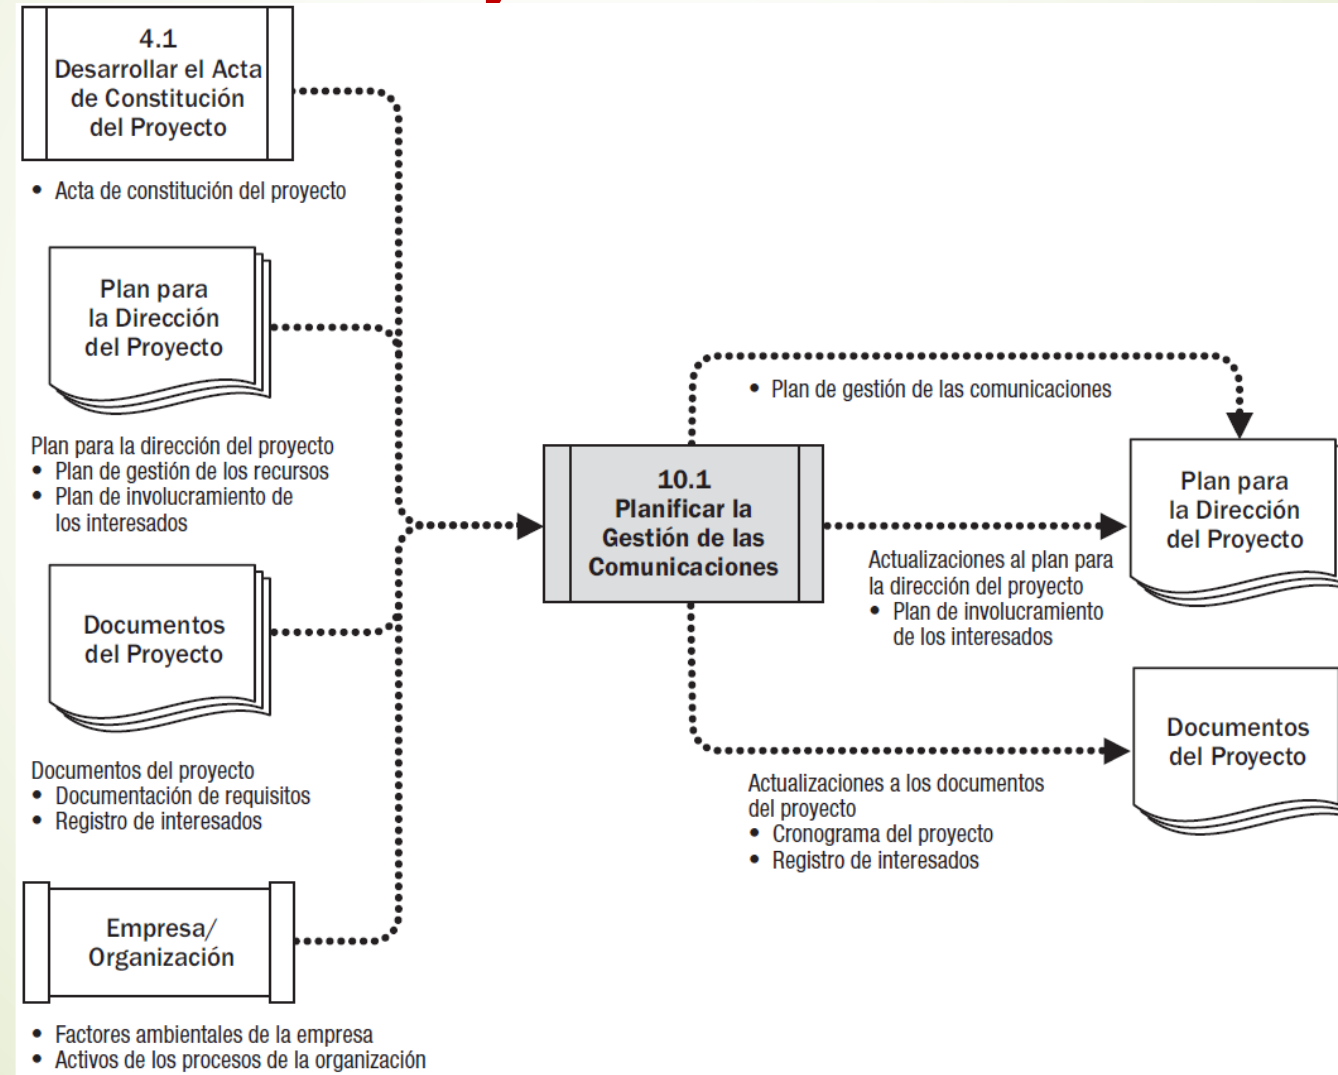 4.1
Desarrollar el Acta
de Constitución
del Proyecto
• Acta de constitución del proyecto
Plan para
la Dirección
del Proyecto
Plan para la dirección del proyecto
• Plan de gestión de los recursos
• Plan de involucramiento de
los interesados
Documentos
del Proyecto
Documentos del proyecto
• Documentación de requisitos
• Registro de interesados
Empresa/
Organización
• Factores ambientales de la empresa
• Activos de los procesos de la organización
10.1
Planificar la
Gestión de las
Comunicaciones
• Plan de gestión de las comunicaciones
Plan para
la Dirección
del Proyecto
Actualizaciones al plan para
la dirección del proyecto
• Plan de involucramiento
de los interesados
Documentos
del Proyecto
Actualizaciones a los documentos
del proyecto
• Cronograma del proyecto
• Registro de interesados